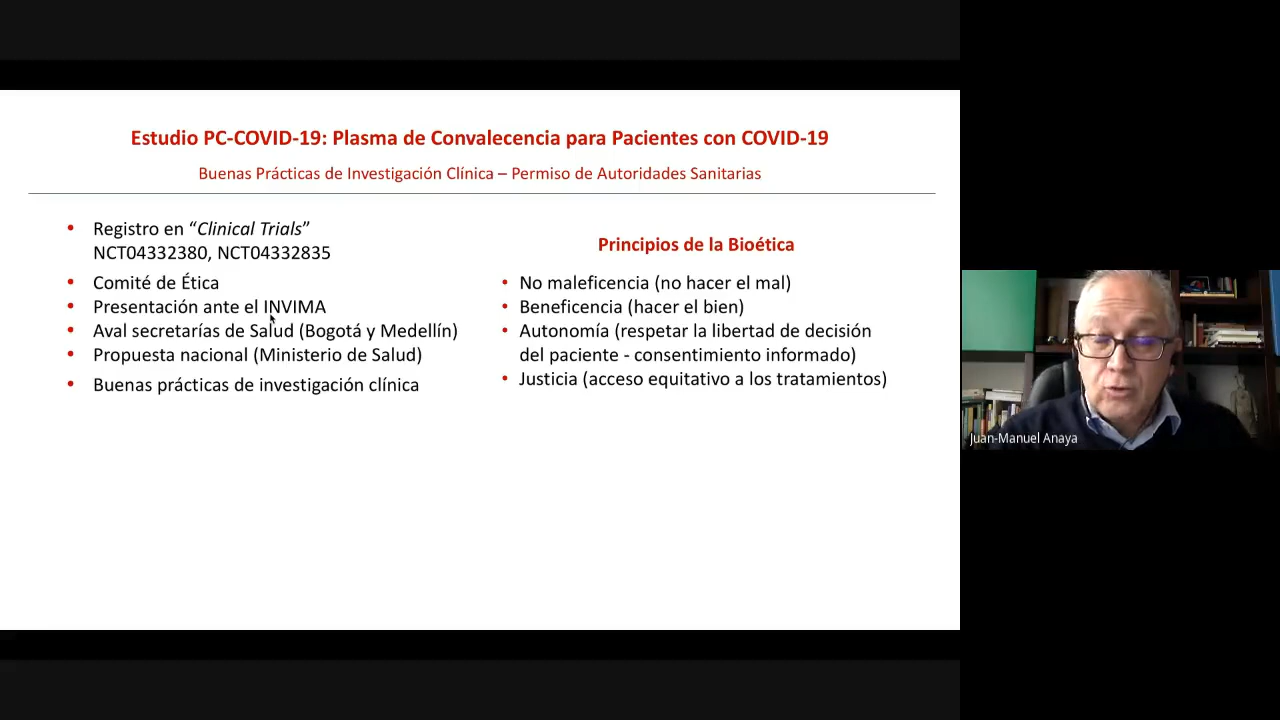 Estudio PC-COVID-19: Plasma de Convalecencia para Pacientes con COVID-19
Buenas Prácticas de Investigación Clínica – Permiso de Autoridades Sanitarias
• Registro en “Clinical Trials”
NCT04332380, NCT04332835
• Comité de Ética
• Presentación ante el INVIMA
• Aval secretarías de Salud (Bogotá y Medellín)
• Propuesta nacional (Ministerio de Salud)
• Buenas prácticas de investigación clínica
Principios de la Bioética
• No maleficencia (no hacer el mal)
• Beneficencia (hacer el bien)
• Autonomía (respetar la libertad de decisión
del paciente - consentimiento informado)
• Justicia (acceso equitativo a los tratamientos)
Juan-Manuel Anaya